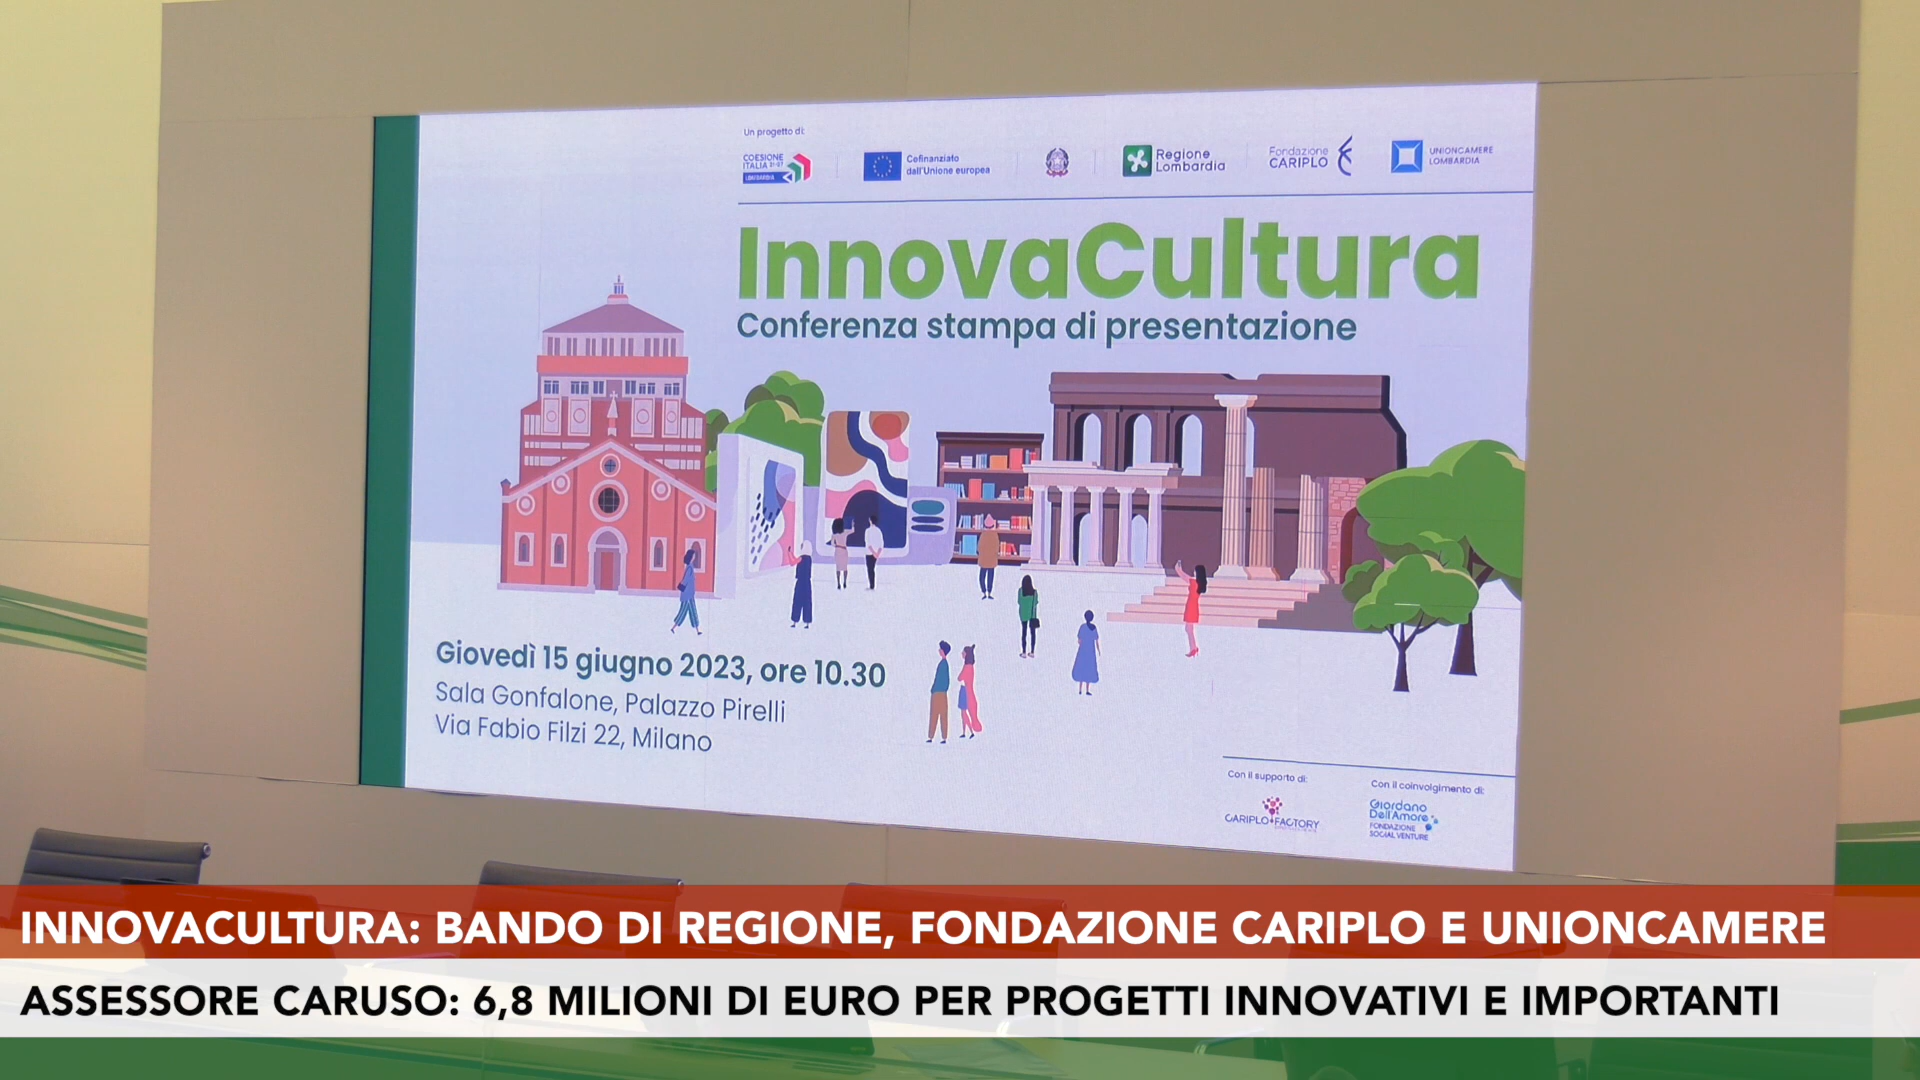 Un progetto di:
COESIONE
ITALIA 21-27
LOMBARDIA
Cofinanziato
dall'Unione europea
Regione
Lombardia
Fondazione
CARIPLO
UNIONCAMERE
LOMBARDIA
InnovaCultura
Conferenza stampa di presentazione
Giovedì 15 giugno 2023, ore 10.30
Sala Gonfalone, Palazzo Pirelli
Via Fabio Filzi 22, Milano
Con il supporto di:
CARIPLO FACTORY
Con il coinvolgimento di:
Giordano
Dell'Amore
FONDAZIONE
SOCIAL VENTURE
INNOVACULTURA: BANDO DI REGIONE, FONDAZIONE CARIPLO E UNIONCAMERE
ASSESSORE CARUSO: 6,8 MILIONI DI EURO PER PROGETTI INNOVATIVI E IMPORTANTI